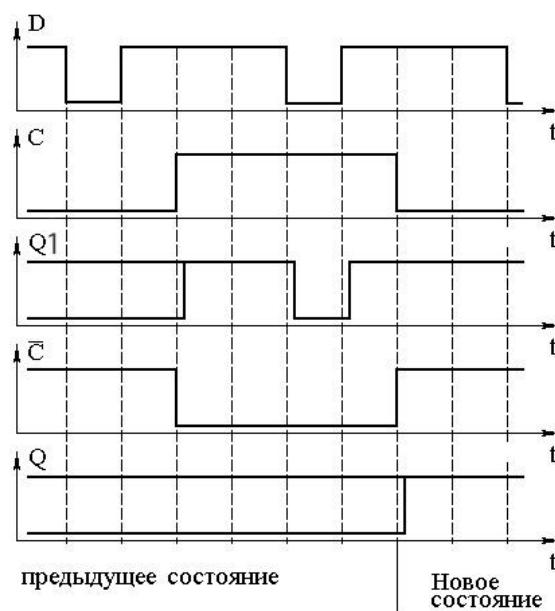 D
t
C
t
Q1
t
C̅
t
Q
t
предыдущее состояние
Новое
состояние